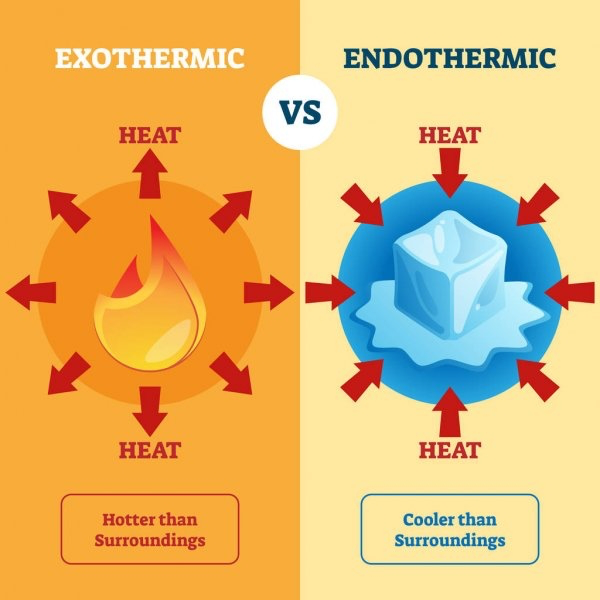 EXOTHERMIC
VS
ENDOTHERMIC
HEAT
HEAT
HEAT
HEAT
Hotter than
Surroundings
Cooler than
Surroundings